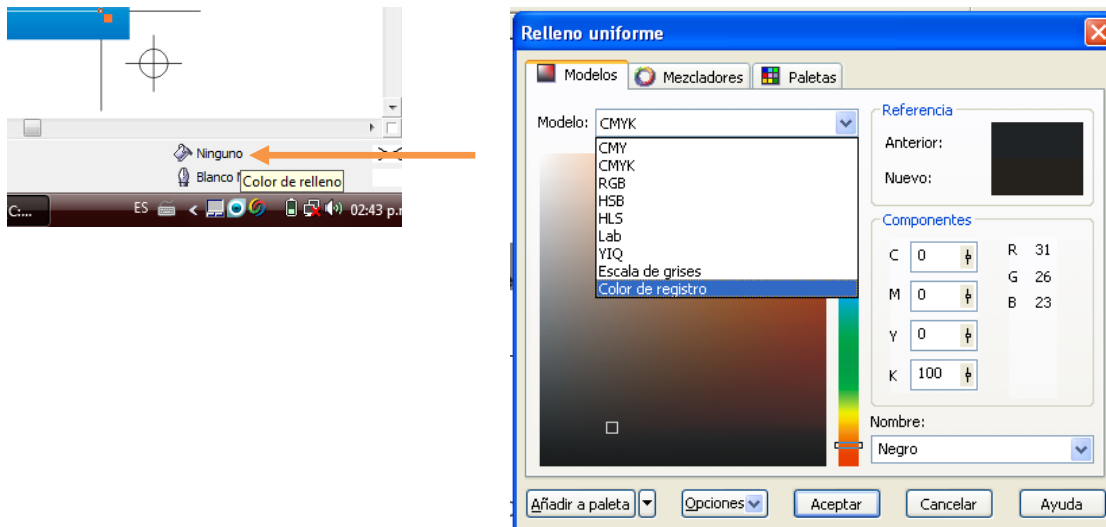 Ninguno
Blanco
Color de relleno
C:...
ES
02:43 p.
Relleno uniforme
Modelos
Mezcladores
Paletas
Modelo: CMYK
CMY
CMYK
RGB
HSB
HLS
Lab
YIQ
Escala de grises
Color de registro
Referencia
Anterior:
Nuevo:
Componentes
C 0 R 31
G 26
M 0 B 23
Y 0
K 100
Nombre:
Negro
Añadir a paleta
Opciones
Aceptar
Cancelar
Ayuda